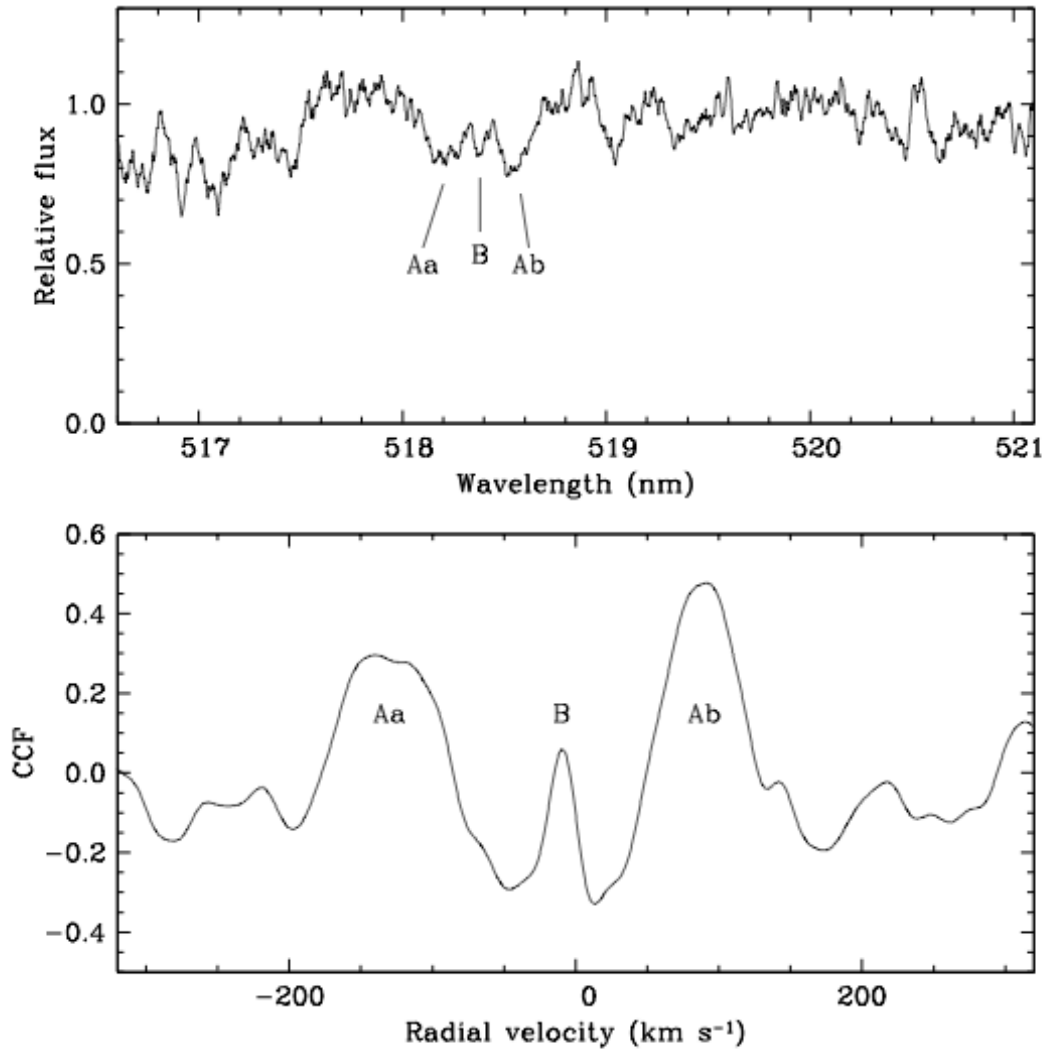 Relative flux
1.0
0.5
0.0
Aa
B
Ab
517
518
519
520
521
Wavelength (nm)
CCF
0.6
0.4
0.2
0.0
-0.2
-0.4
Aa
B
Ab
-200
0
200
Radial velocity (km s⁻¹)